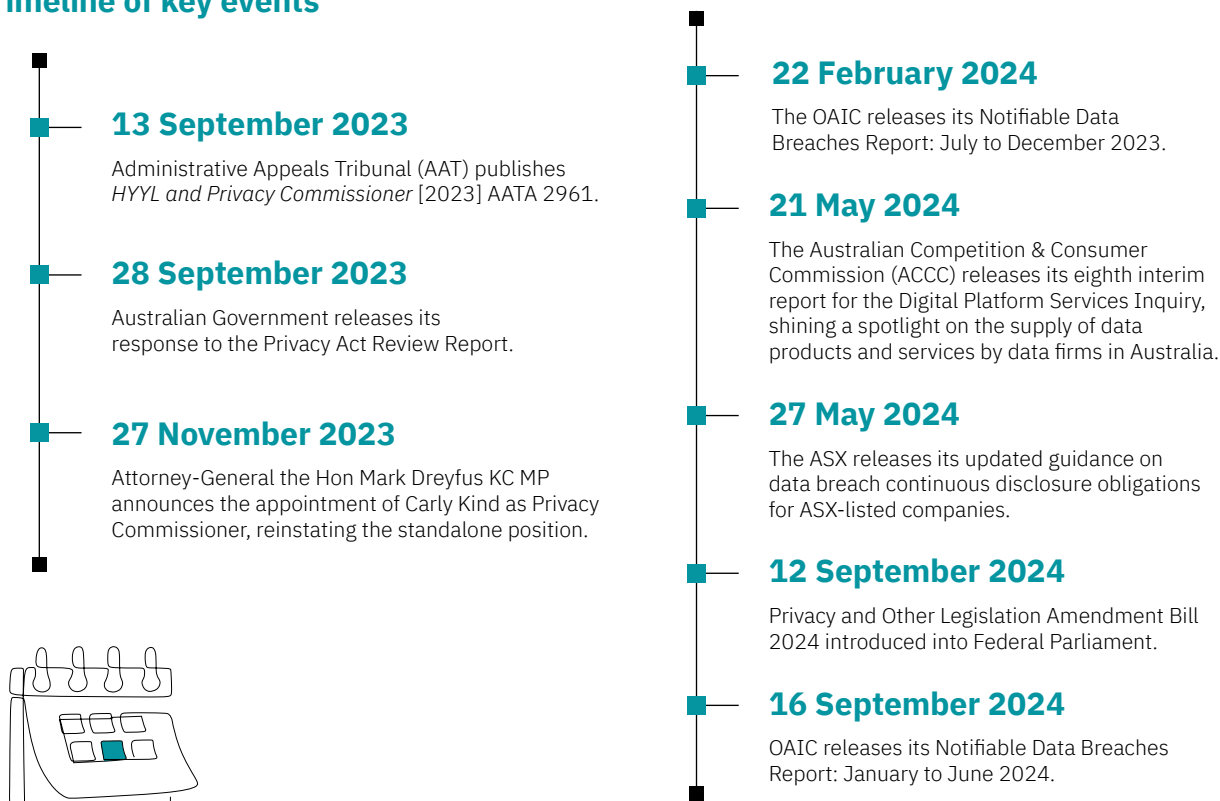 Timeline of key events
13 September 2023
Administrative Appeals Tribunal (AAT) publishes
HYYL and Privacy Commissioner [2023] AATA 2961.
28 September 2023
Australian Government releases its
response to the Privacy Act Review Report.
27 November 2023
Attorney-General the Hon Mark Dreyfus KC MP
announces the appointment of Carly Kind as Privacy
Commissioner, reinstating the standalone position.
22 February 2024
The OAIC releases its Notifiable Data
Breaches Report: July to December 2023.
21 May 2024
The Australian Competition & Consumer
Commission (ACCC) releases its eighth interim
report for the Digital Platform Services Inquiry,
shining a spotlight on the supply of data
products and services by data firms in Australia.
27 May 2024
The ASX releases its updated guidance on
data breach continuous disclosure obligations
for ASX-listed companies.
12 September 2024
Privacy and Other Legislation Amendment Bill
2024 introduced into Federal Parliament.
16 September 2024
OAIC releases its Notifiable Data Breaches
Report: January to June 2024.